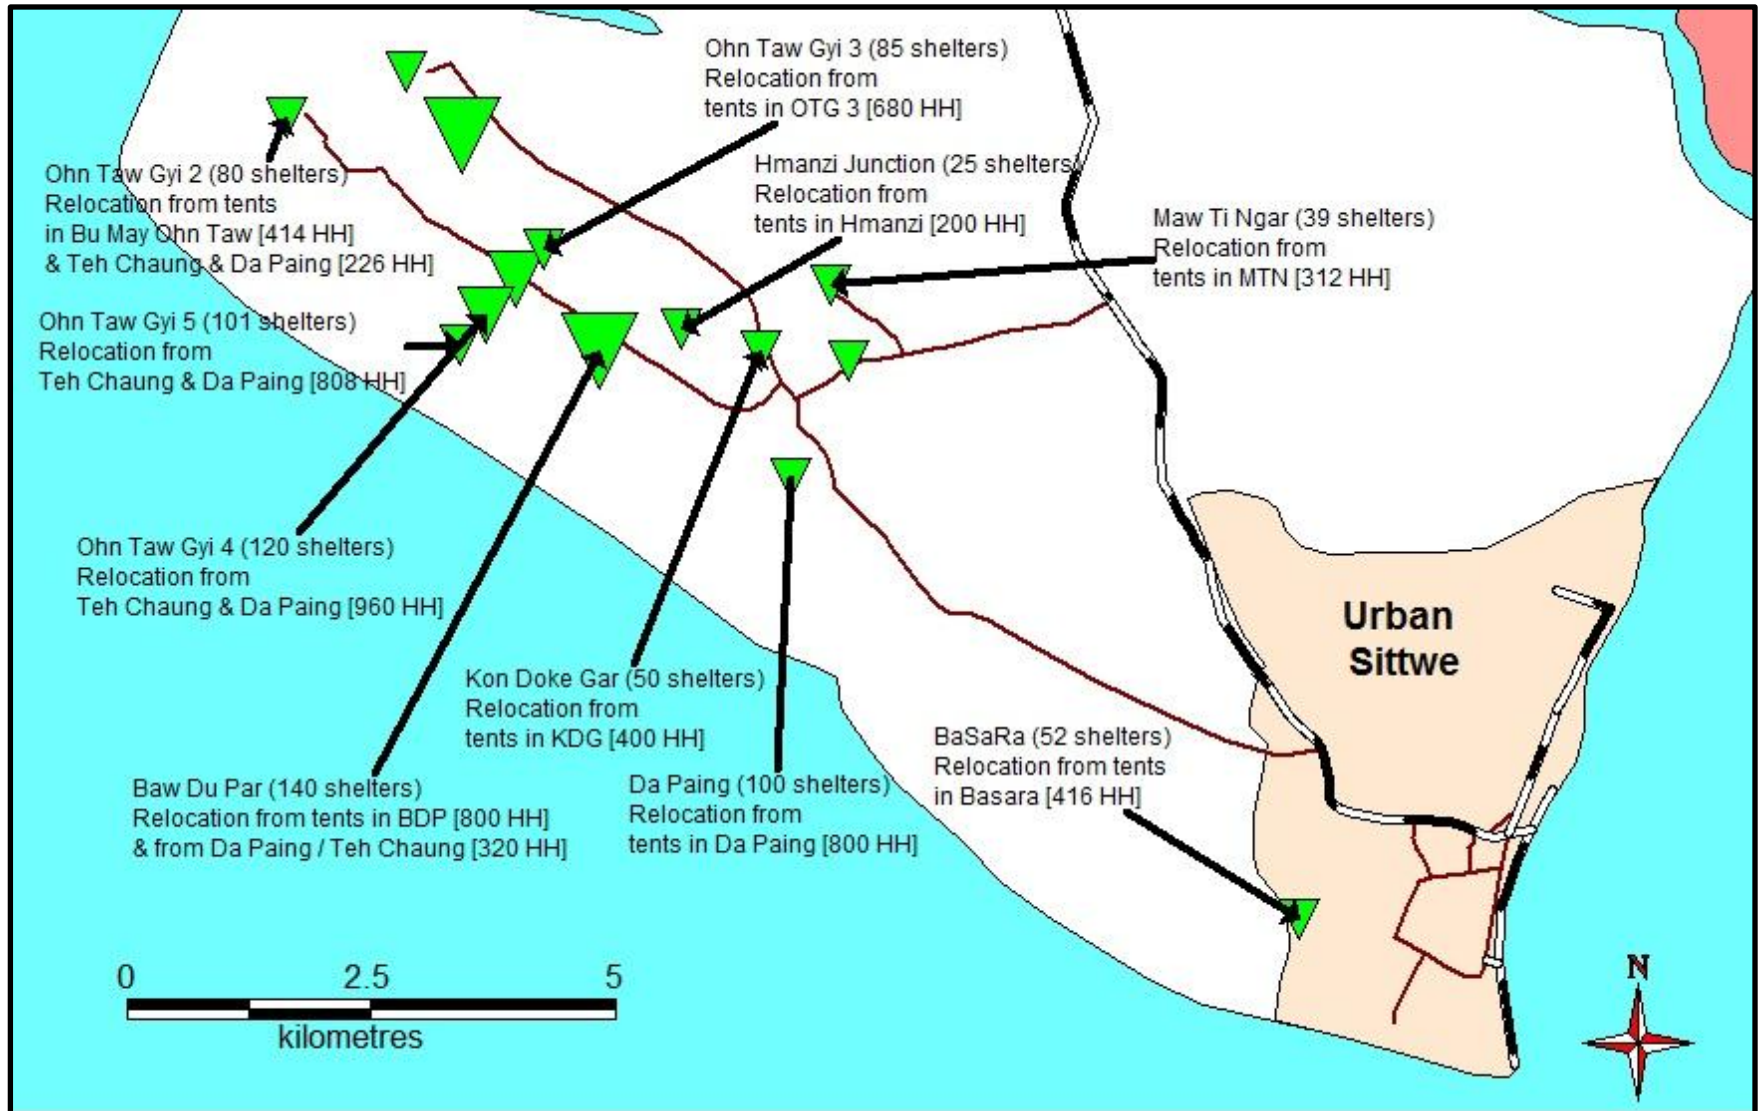 Ohn Taw Gyi 3 (85 shelters)
Relocation from
tents in OTG 3 [680 HH]
Hmanzi Junction (25 shelters)
Relocation from
tents in Hmanzi [200 HH]
Ohn Taw Gyi 2 (80 shelters)
Relocation from tents
in Bu May Ohn Taw [414 HH]
& Teh Chaung & Da Paing [226 HH]
Maw Ti Ngar (39 shelters)
Relocation from
tents in MTN [312 HH]
Ohn Taw Gyi 5 (101 shelters)
Relocation from
Teh Chaung & Da Paing [808 HH]
Ohn Taw Gyi 4 (120 shelters)
Relocation from
Teh Chaung & Da Paing [960 HH]
Urban
Sittwe
Kon Doke Gar (50 shelters)
Relocation from
tents in KDG [400 HH]
BaSaRa (52 shelters)
Relocation from tents
in Basara [416 HH]
Baw Du Par (140 shelters)
Relocation from tents in BDP [800 HH]
& from Da Paing / Teh Chaung [320 HH]
Da Paing (100 shelters)
Relocation from
tents in Da Paing [800 HH]
0 2.5 5
kilometres
N